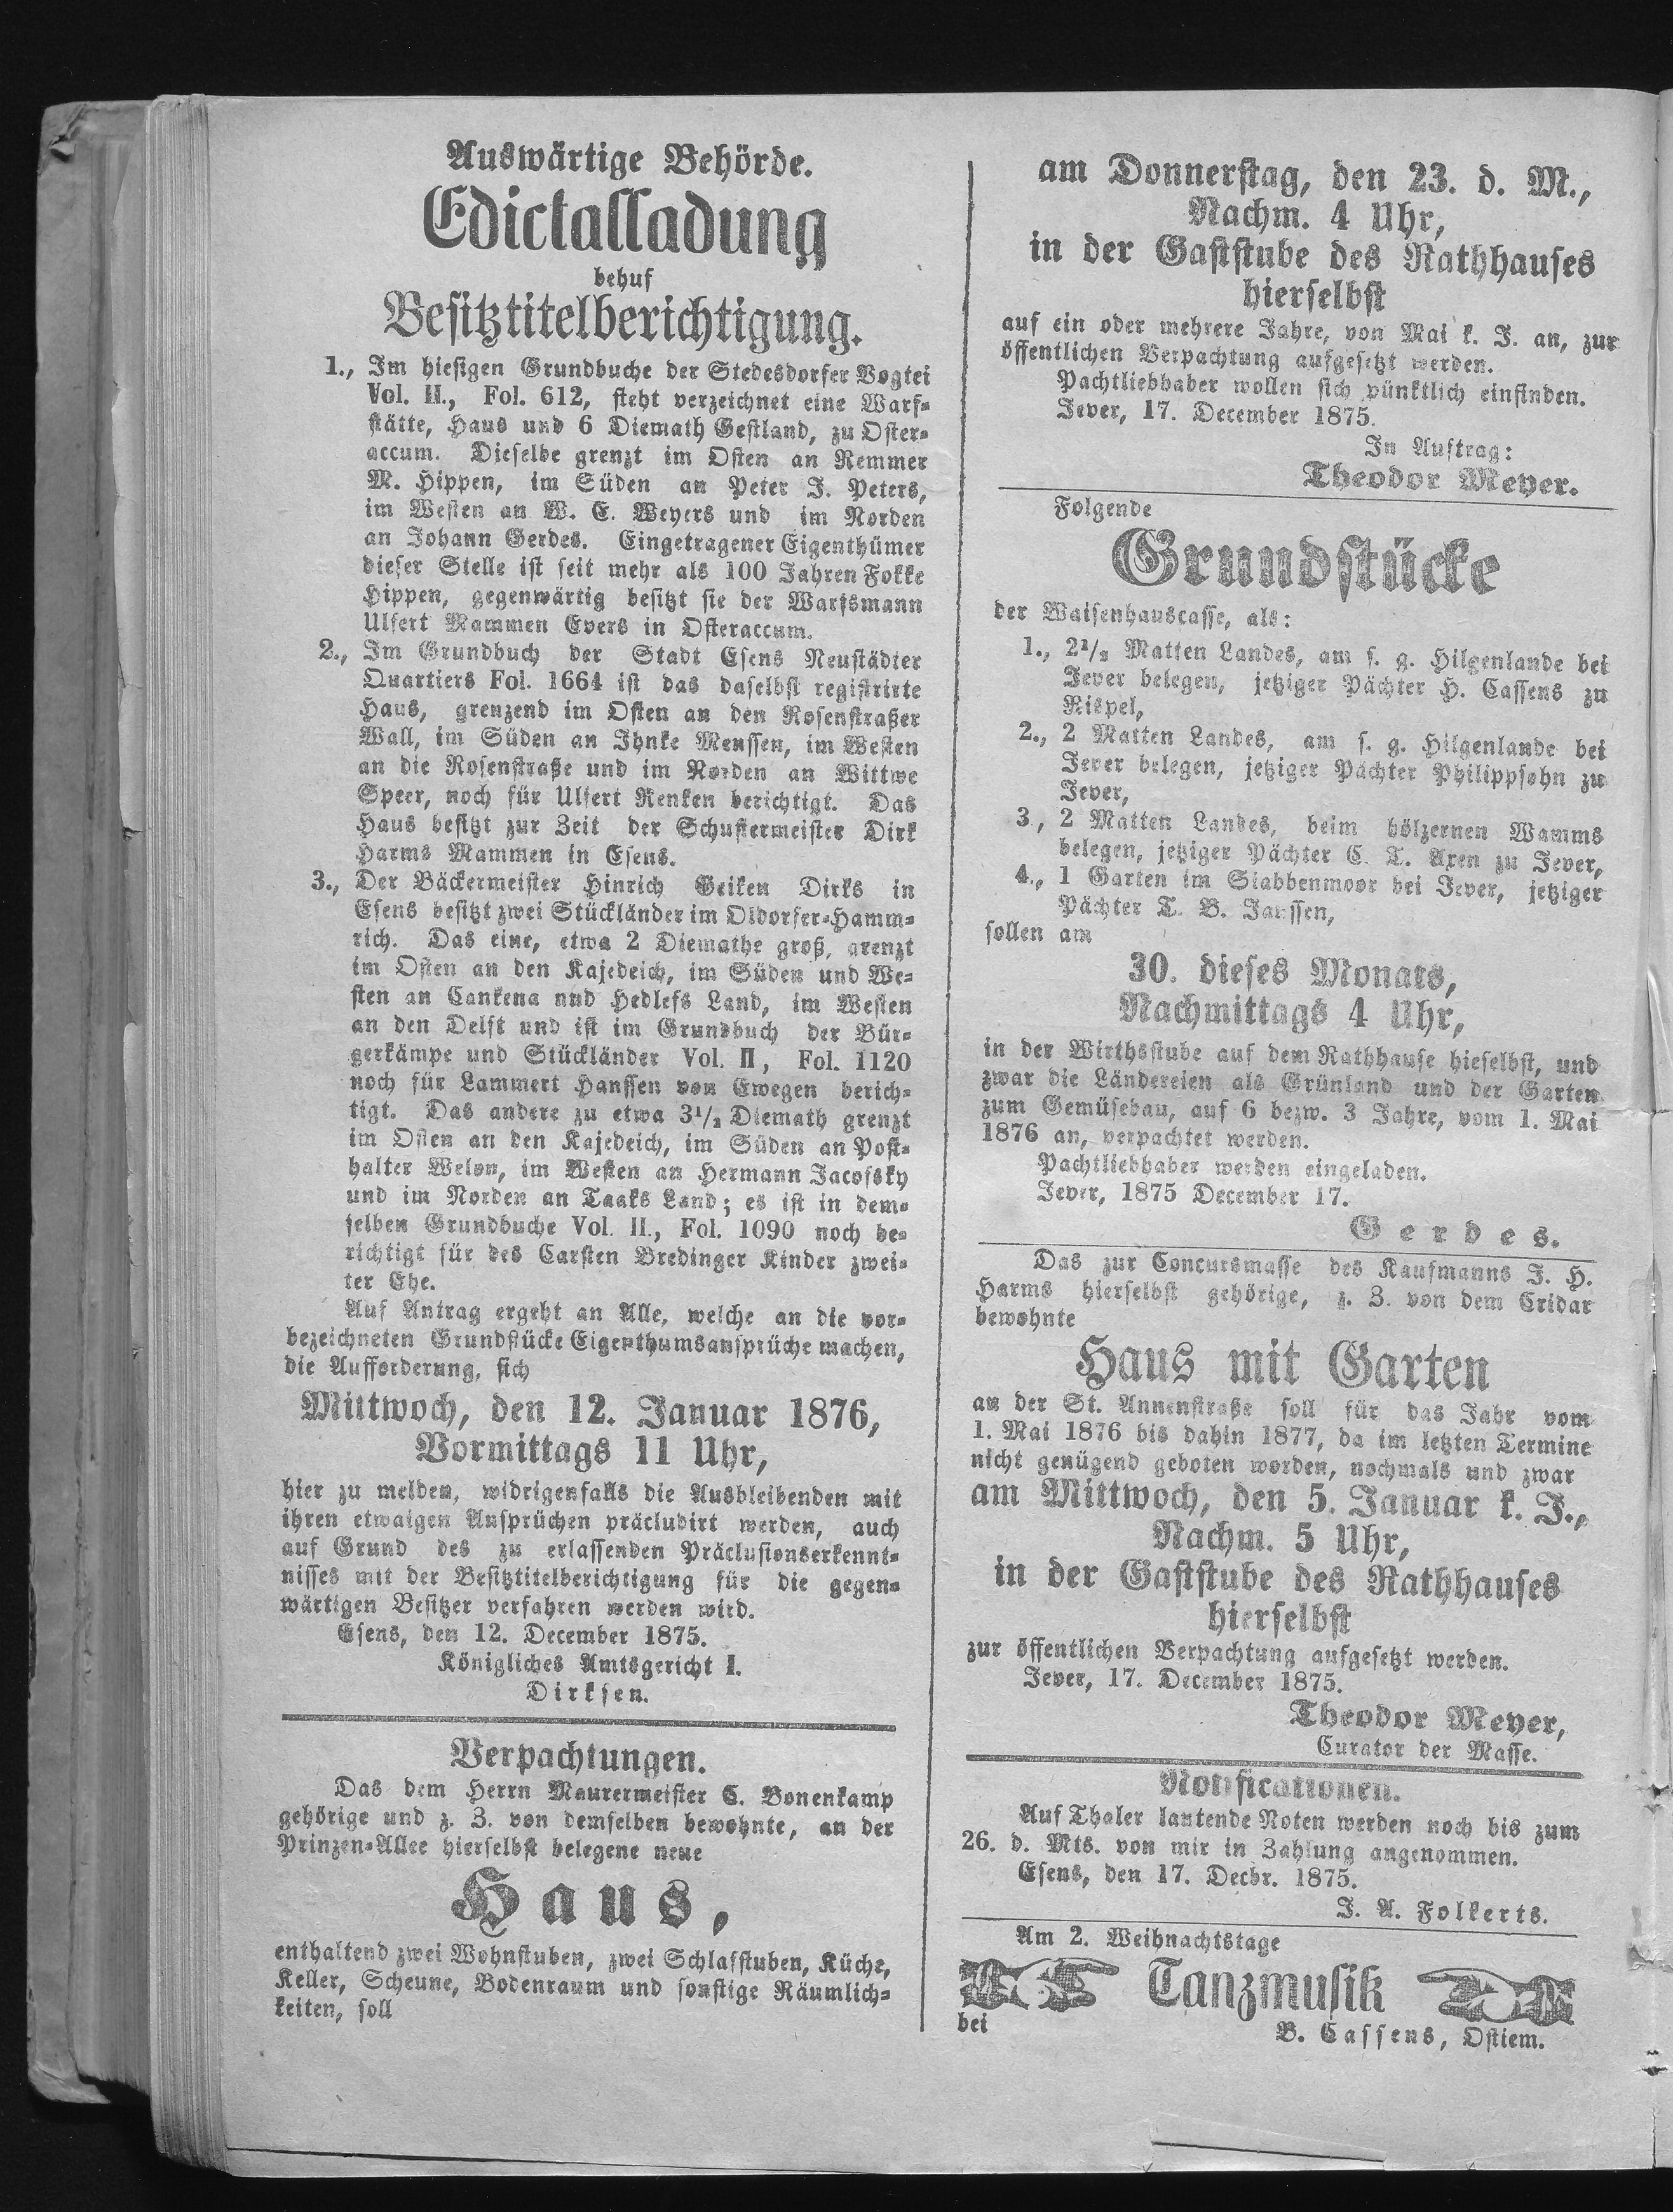 Auswärtige Behörde.
Edictalladung
behuf
Besitztitelberichtigung.
1., Im hiesigen Grundbuche der Stedesdorfer Vogtei
Vol. II., Fol. 612, steht verzeichnet eine Warf-
stätte, Haus und 6 Diemath Gestland, zu Oster-
accum. Dieselbe grenzt im Osten an Remmer
M. Hippen, im Süden an Peter J. Peters,
im Westen an W. E. Weyers und im Norden
an Johann Gerdes. Eingetragener Eigenthümer
dieser Stelle ist seit mehr als 100 Jahren Fokke
Hippen, gegenwärtig besitzt sie der Warfsmann
Ulfert Mammen Evers in Osteraccum.
2., Im Grundbuch der Stadt Esens Neustädter
Quartiers Fol. 1664 ist das daselbst registrirte
Haus, grenzend im Osten an den Rosenstraßer
Wall, im Süden an Ihnke Menssen, im Westen
an die Rosenstraße und im Norden an Wittwe
Speer, noch für Ulfert Renken berichtigt. Das
Haus besitzt zur Zeit der Schustermeister Dirk
Harms Mammen in Esens.
3., Der Bäckermeister Hinrich Geiken Dirks in
Esens besitzt zwei Stückländer im Oldorfer-Hamm-
rich. Das eine, etwa 2 Diemathe groß, grenzt
im Osten an den Kajedeich, im Süden und We-
sten an Cankena nnd Hedlefs Land, im Westen
an den Delft und ist im Grundbuch der Bür-
gerkämpe und Stückländer Vol. II, Fol. 1120
noch für Lammert Hanssen von Ewegen berich-
tigt. Das andere zu etwa 3½ Diemath grenzt
im Osten an den Kajedeich, im Süden an Post-
halter Welon, im Westen an Hermann Jacofsky
und im Norden an Taaks Land; es ist in dem-
selben Grundbuche Vol. II., Fol. 1090 noch be-
richtigt für des Carsten Bredinger Kinder zwei-
ter Ehe.
Auf Antrag ergeht an Alle, welche an die vor-
bezeichneten Grundstücke Eigenthumsansprüche machen,
die Aufforderung, sich
Mittwoch, den 12. Januar 1876,
Vormittags 11 Uhr,
hier zu melden, widrigenfalls die Ausbleibenden mit
ihren etwaigen Ansprüchen präcludirt werden, auch
auf Grund des zu erlassenden Präclusionserkennt-
nisses mit der Besitztitelberichtigung für die gegen-
wärtigen Besitzer verfahren werden wird.
Esens, den 12. December 1875.
Königliches Amtsgericht I.
Dirksen.
Verpachtungen.
Das dem Herrn Maurermeister C. Bonenkamp
gehörige und z. Z. von demselben bewohnte, an der
Prinzen-Allee hierselbst belegene neue
Haus,
enthaltend zwei Wohnstuben, zwei Schlafstuben, Küche,
Keller, Scheune, Bodenraum und sonstige Räumlich-
keiten, soll
am Donnerstag, den 23. d. M.,
Nachm. 4 Uhr,
in der Gaststube des Rathhauses
hierselbst
auf ein oder mehrere Jahre, von Mai k. J. an, zur
öffentlichen Verpachtung aufgesetzt werden.
Pachtliebhaber wollen sich pünktlich einfinden.
Jever, 17. December 1875.
In Auftrag:
Theodor Meyer.
Folgende
Grundstücke
der Waisenhauscasse, als:
1., 2½ Matten Landes, am s. g. Hilgenlande bei
Jever belegen, jetziger Pächter H. Cassens zu
Rispel,
2., 2 Matten Landes, am s. g. Hilgenlande bei
Jever belegen, jetziger Pächter Philippsohn zu
Jever,
3., 2 Matten Landes, beim hölzernen Wamms
belegen, jetziger Pächter C. T. Axen zu Jever,
4., 1 Garten im Slabbenmoor bei Jever, jetziger
Pächter T. B. Janssen,
sollen am
30. dieses Monats,
Nachmittags 4 Uhr,
in der Wirthsstube auf dem Rathhause hieselbst, und
zwar die Ländereien als Grünland und der Garten
zum Gemüsebau, auf 6 bezw. 3 Jahre, vom 1. Mai
1876 an, verpachtet werden.
Pachtliebhaber werden eingeladen.
Jever, 1875 December 17.
Gerdes.
Das zur Concursmasse des Kaufmanns J. H.
Harms hierselbst gehörige, z. Z. von dem Cridar
bewohnte
Haus mit Garten
an der St. Annenstraße soll für das Jahr vom
1. Mai 1876 bis dahin 1877, da im letzten Termine
nicht genügend geboten worden, nochmals und zwar
am Mittwoch, den 5. Januar k. J.,
Nachm. 5 Uhr,
in der Gaststube des Rathhauses
hierselbst
zur öffentlichen Verpachtung aufgesetzt werden.
Jever, 17. December 1875.
Theodor Meyer,
Curator der Masse.
Notificationen.
Auf Thaler lautende Noten werden noch bis zum
26. d. Mts. von mir in Zahlung angenommen.
Esens, den 17. Decbr. 1875.
J. A. Folkerts.
Am 2. Weihnachtstage
Tanzmusik
bei
B. Cassens, Ostiem.